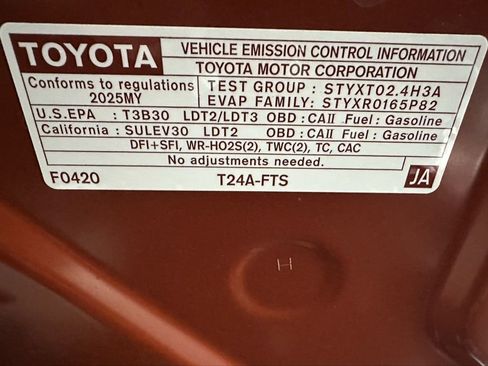 TOYOTA
VEHICLE EMISSION CONTROL INFORMATION
TOYOTA MOTOR CORPORATION
Conforms to regulations
2025MY
TEST GROUP : STYXT02.4H3A
EVAP FAMILY: STYXR0165P82
U.S.EPA : T3B30 LDT2/LDT3 OBD : CAII Fuel : Gasoline
California : SULEV30 LDT2 OBD : CAII Fuel : Gasoline
DFI+SFI, WR-HO2S(2), TWC(2), TC, CAC
No adjustments needed.
F0420 T24A-FTS JA
H